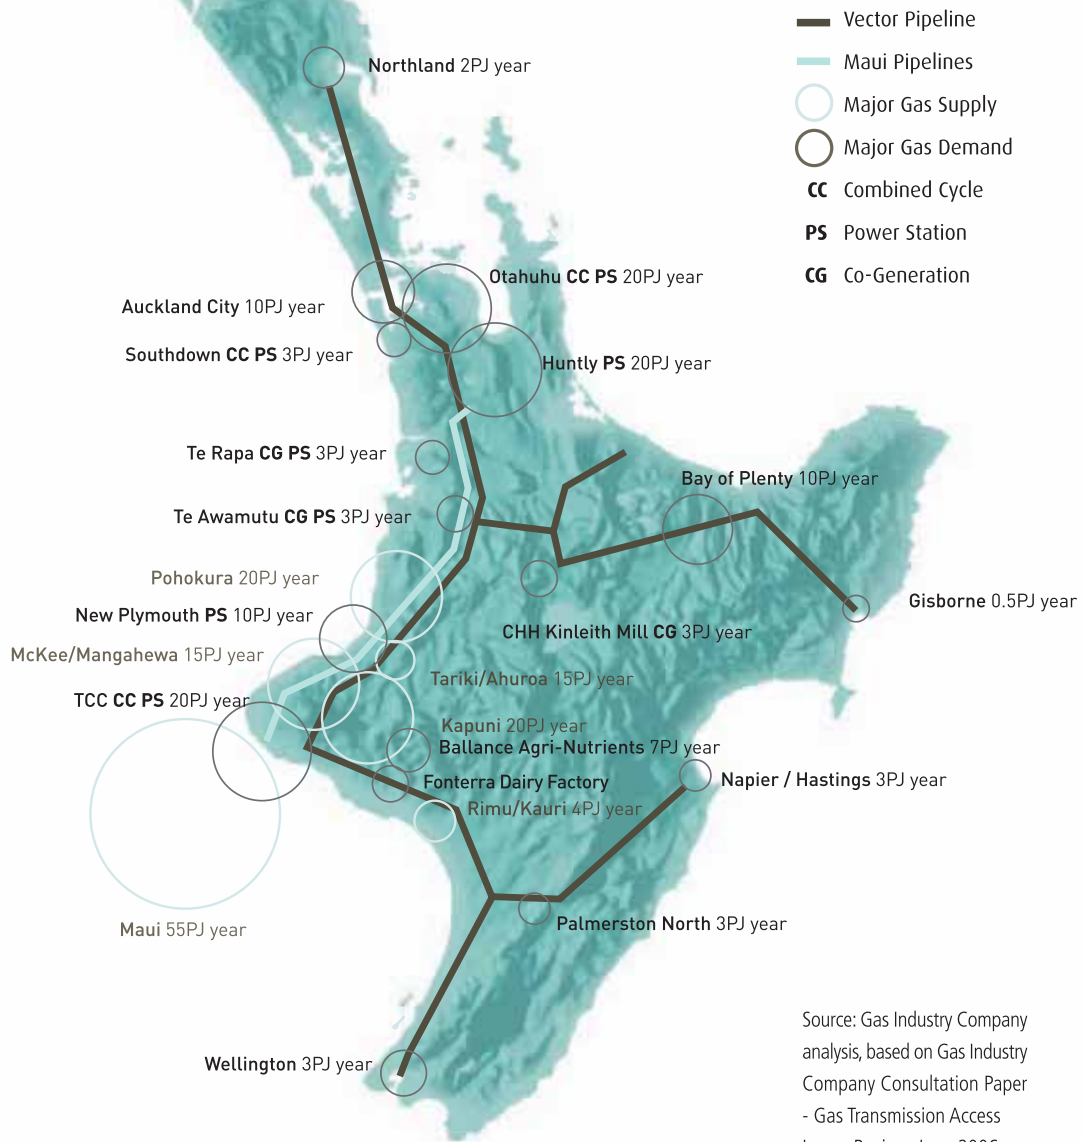 Vector Pipeline
Maui Pipelines
Major Gas Supply
Major Gas Demand
CC Combined Cycle
PS Power Station
CG Co-Generation
Northland 2PJ year
Otahuhu CC PS 20PJ year
Auckland City 10PJ year
Southdown CC PS 3PJ year
Huntly PS 20PJ year
Te Rapa CG PS 3PJ year
Bay of Plenty 10PJ year
Te Awamutu CG PS 3PJ year
Pohokura 20PJ year
Gisborne 0.5PJ year
New Plymouth PS 10PJ year
CHH Kinleith Mill CG 3PJ year
McKee/Mangahewa 15PJ year
Tariki/Ahuroa 15PJ year
TCC CC PS 20PJ year
Kapuni 20PJ year
Ballance Agri-Nutrients 7PJ year
Fonterra Dairy Factory
Napier / Hastings 3PJ year
Rimu/Kauri 4PJ year
Maui 55PJ year
Palmerston North 3PJ year
Wellington 3PJ year
Source: Gas Industry Company
analysis, based on Gas Industry
Company Consultation Paper
- Gas Transmission Access